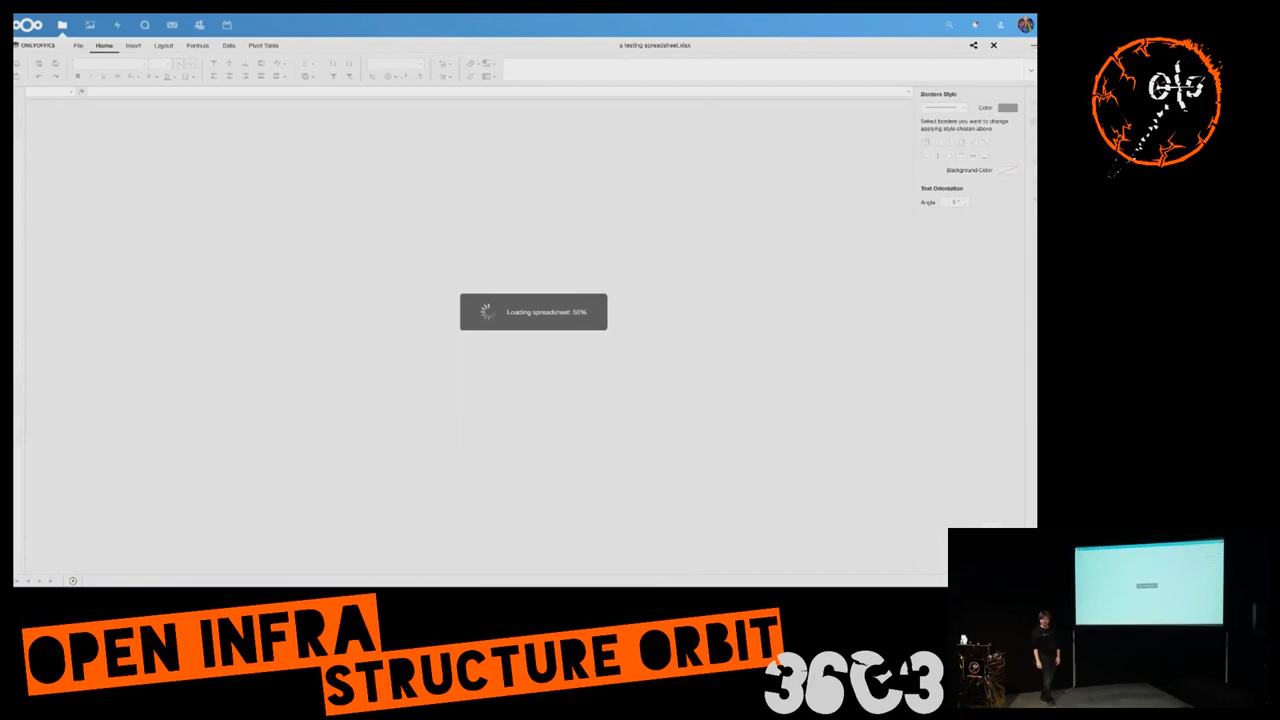 ONLYOFFICE File Home Insert Layout Formula Data Pivot Table
a testing spreadsheet.xlsx
Borders Style
Color
Select borders you want to change
applying style chosen above
Background Color
Text Orientation
Angle 0 °
Loading spreadsheet: 50%
OPEN INFRA
STRUCTURE ORBIT
36C3